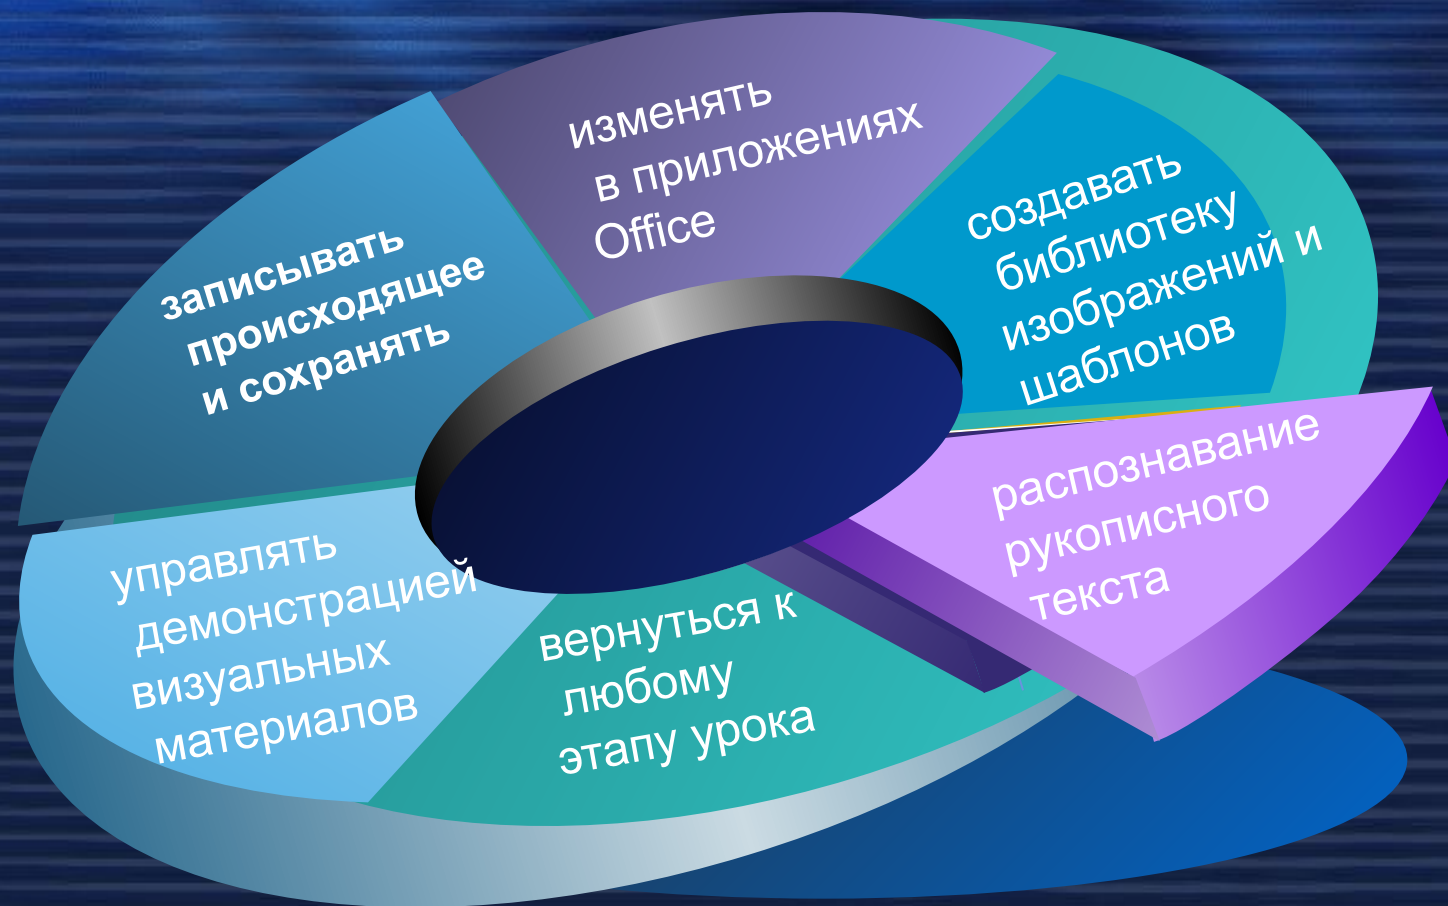 изменять
в приложениях
Office
создавать
библиотеку
изображений и
шаблонов
записывать
происходящее
и сохранять
распознавание
рукописного
текста
управлять
демонстрацией
визуальных
материалов
вернуться к
любому
этапу урока